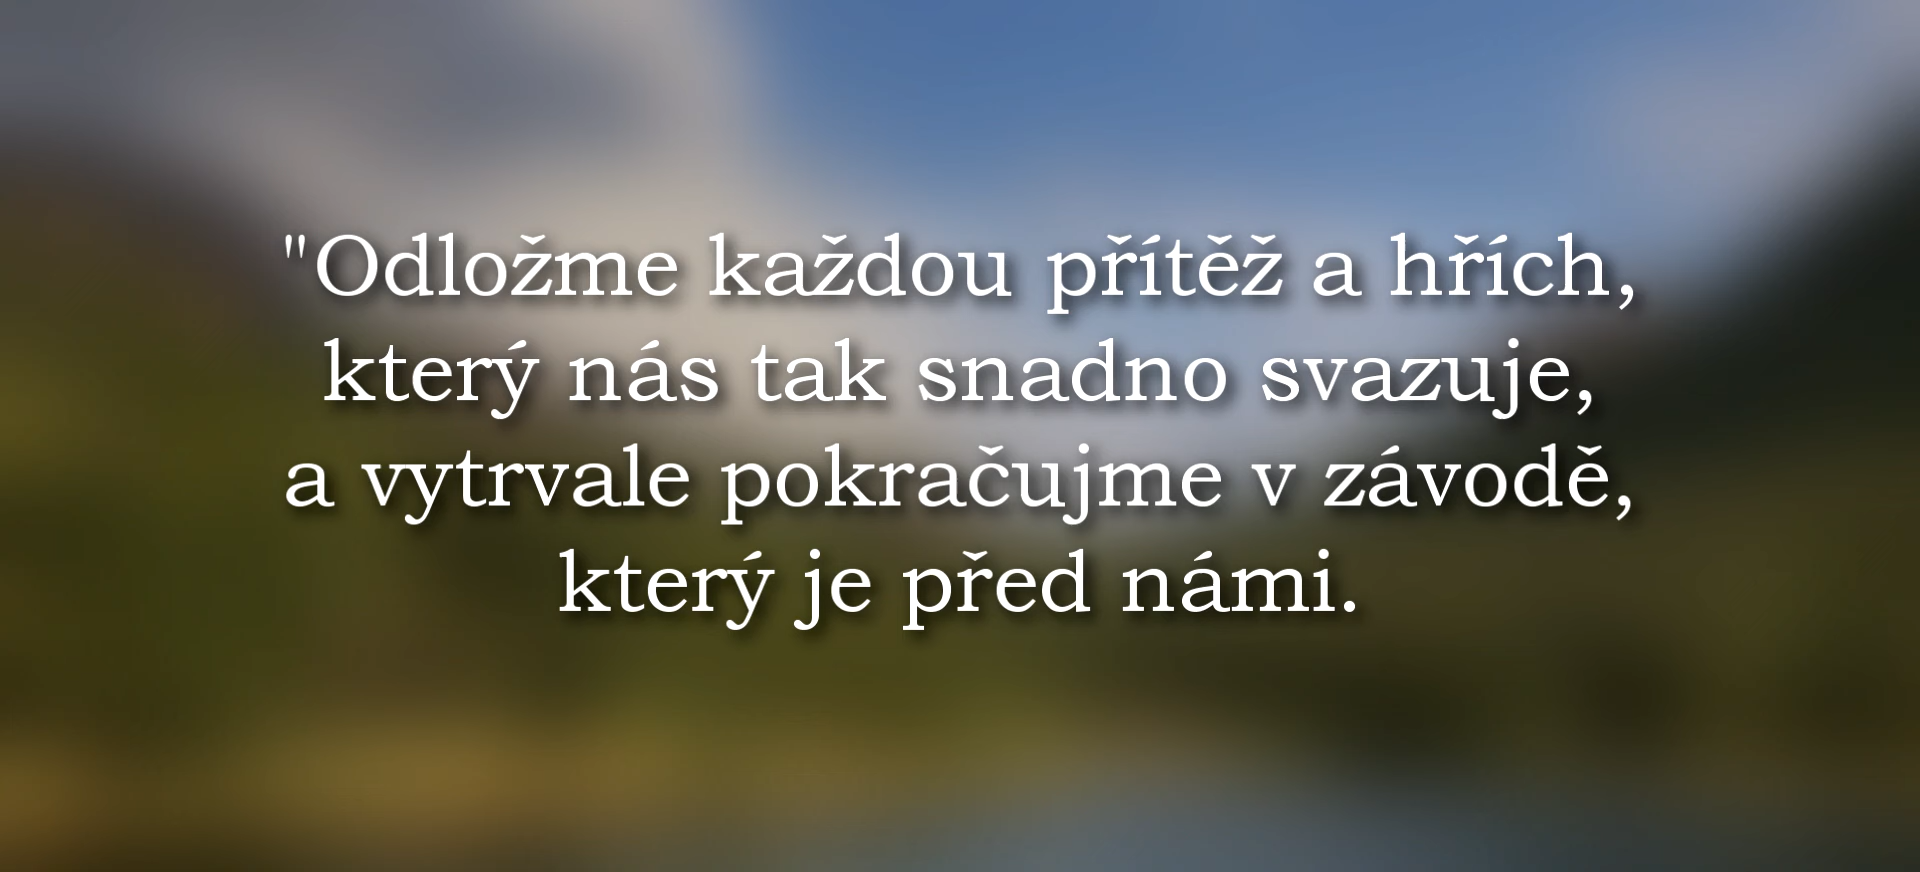 "Odložme každou přítěž a hřích,
který nás tak snadno svazuje,
a vytrvale pokračujme v závodě,
který je před námi.